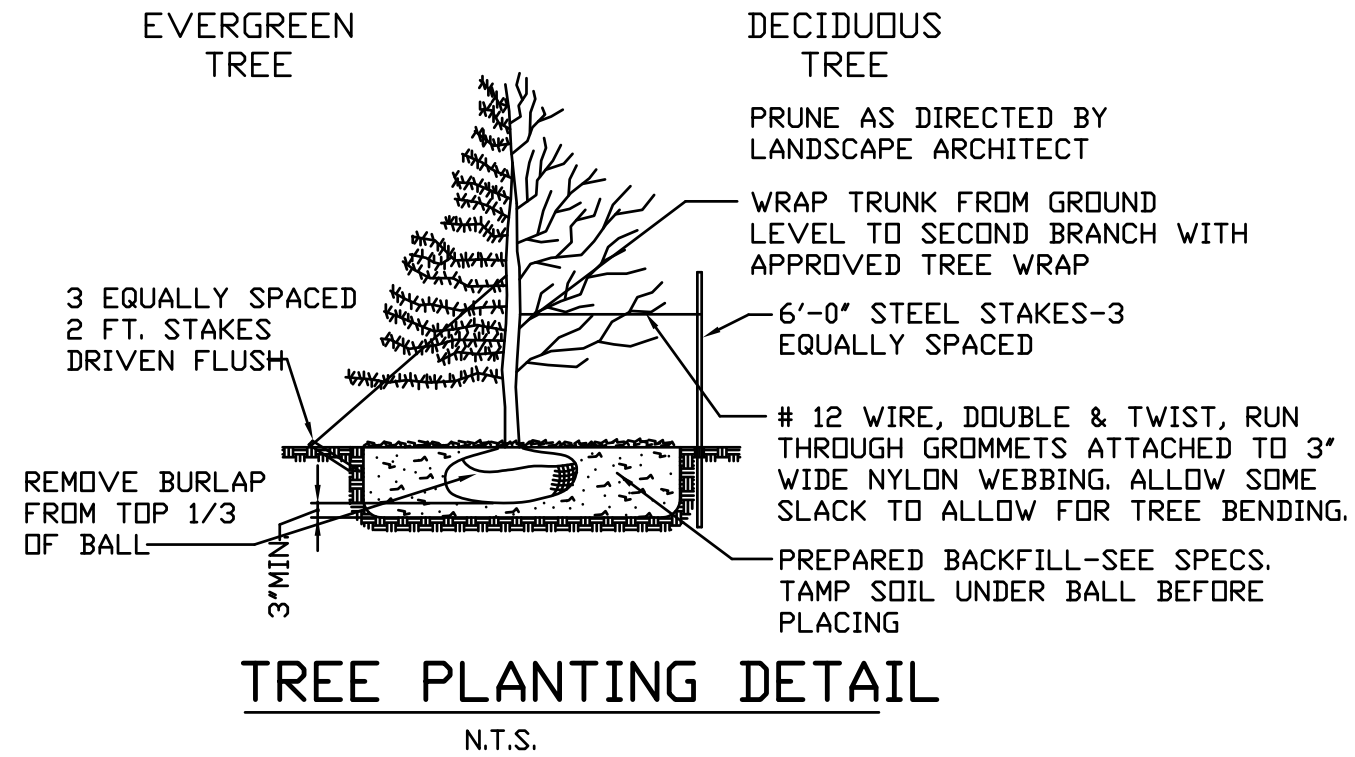 EVERGREEN
TREE
3 EQUALLY SPACED
2 FT. STAKES
DRIVEN FLUSH
REMOVE BURLAP
FROM TOP 1/3
OF BALL
3"MIN.
DECIDUOUS
TREE
PRUNE AS DIRECTED BY
LANDSCAPE ARCHITECT
WRAP TRUNK FROM GROUND
LEVEL TO SECOND BRANCH WITH
APPROVED TREE WRAP
6'-0" STEEL STAKES-3
EQUALLY SPACED
# 12 WIRE, DOUBLE & TWIST, RUN
THROUGH GROMMETS ATTACHED TO 3"
WIDE NYLON WEBBING. ALLOW SOME
SLACK TO ALLOW FOR TREE BENDING.
PREPARED BACKFILL-SEE SPECS.
TAMP SOIL UNDER BALL BEFORE
PLACING
TREE PLANTING DETAIL
N.T.S.